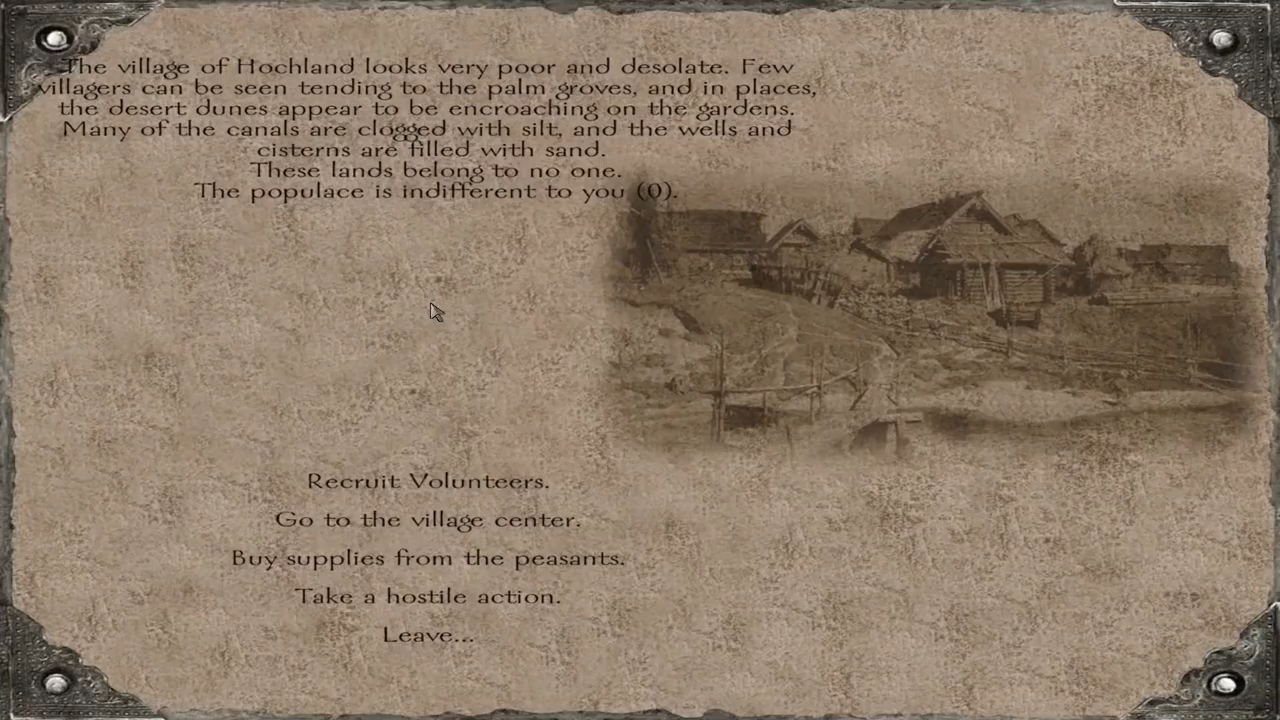 The village of Hochland looks very poor and desolate. Few
villagers can be seen tending to the palm groves, and in places,
the desert dunes appear to be encroaching on the gardens.
Many of the canals are clogged with silt, and the wells and
cisterns are filled with sand.
These lands belong to no one.
The populace is indifferent to you (0).
Recruit Volunteers.
Go to the village center.
Buy supplies from the peasants.
Take a hostile action.
Leave...